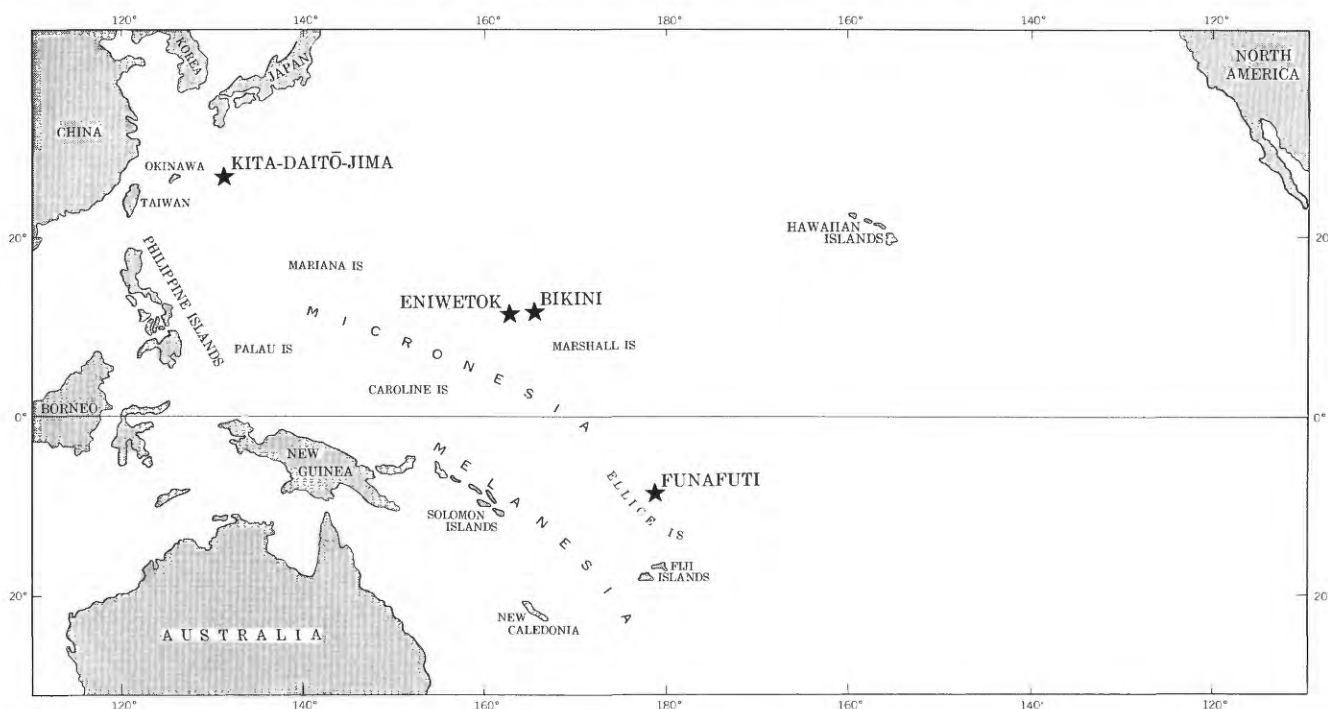 120° 140° 160° 180° 160° 140° 120°
KOREA
JAPAN
NORTH
AMERICA
CHINA
OKINAWA
KITA-DAITŌ-JIMA
TAIWAN
20°
20
HAWAIIAN
ISLANDS
PHILIPPINE ISLANDS
MARIANA IS
ENIWETOK
BIKINI
MICRONESIA
PALAU IS
MARSHALL IS
CAROLINE IS
BORNEO
0°
0°
NEW
GUINEA
MELANESIA
FUNAFUTI
ELLICE IS
SOLOMON
ISLANDS
FIJI
ISLANDS
20°
20
NEW
CALEDONIA
AUSTRALIA
120° 140° 160° 180° 160° 140° 120°